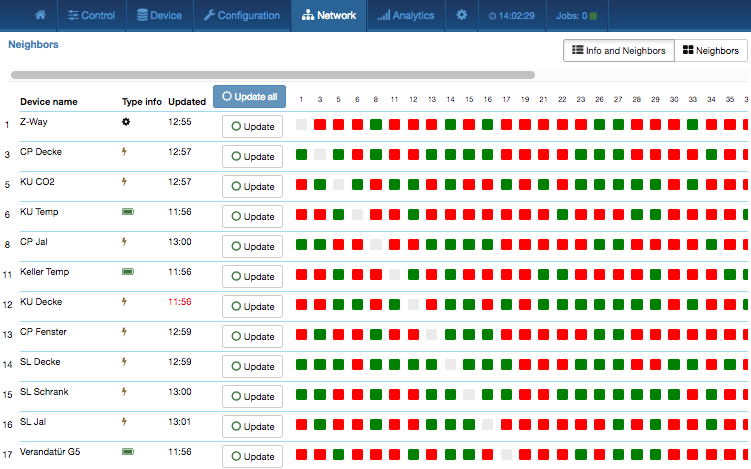 Control Device Configuration Network Analytics 14:02:29 Jobs: 0
Neighbors
Info and Neighbors Neighbors
Device name Type info Updated Update all 1 3 5 6 8 11 12 13 14 15 16 17 19 21 22 23 26 27 28 29 30 33 34 35 3
1 Z-Way 12:55 Update
3 CP Decke 12:57 Update
5 KU CO2 12:57 Update
6 KU Temp 11:56 Update
8 CP Jal 13:00 Update
11 Keller Temp 11:56 Update
12 KU Decke 11:56 Update
13 CP Fenster 12:59 Update
14 SL Decke 12:59 Update
15 SL Schrank 13:00 Update
16 SL Jal 13:01 Update
17 Verandatür G5 11:56 Update